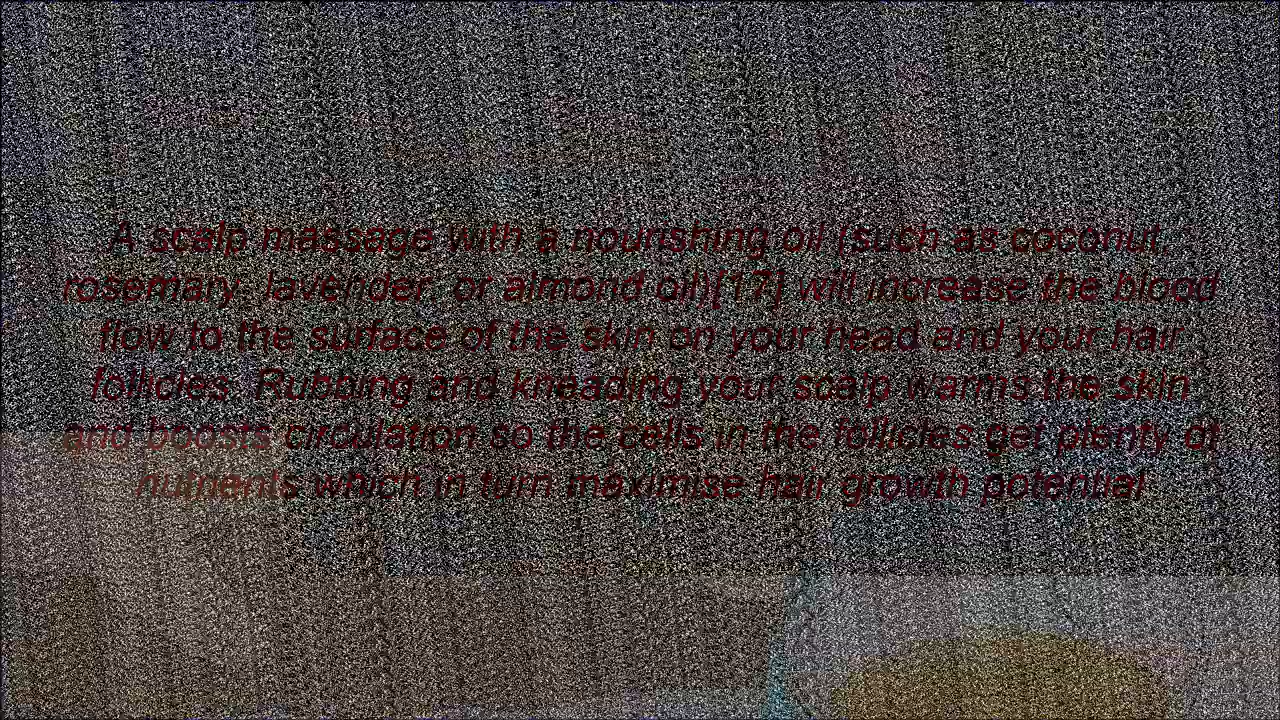 A scalp massage with a nourishing oil (such as coconut,
rosemary, lavender, or almond oil)[17] will increase the blood
flow to the surface of the skin on your head and your hair
follicles. Rubbing and kneading your scalp warms the skin
and boosts circulation so the cells in the follicles get plenty of
nutrients which in turn maximise hair growth potential.